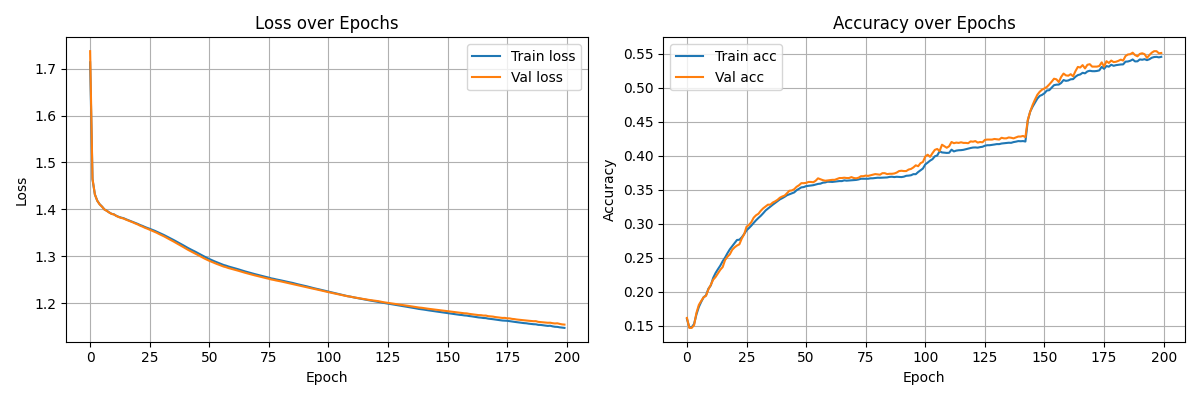 Loss over Epochs
Train loss
Val loss
1.7
1.6
1.5
1.4
1.3
1.2
Loss
0 25 50 75 100 125 150 175 200
Epoch
Accuracy over Epochs
Train acc
Val acc
0.55
0.50
0.45
0.40
0.35
0.30
0.25
0.20
0.15
Accuracy
0 25 50 75 100 125 150 175 200
Epoch